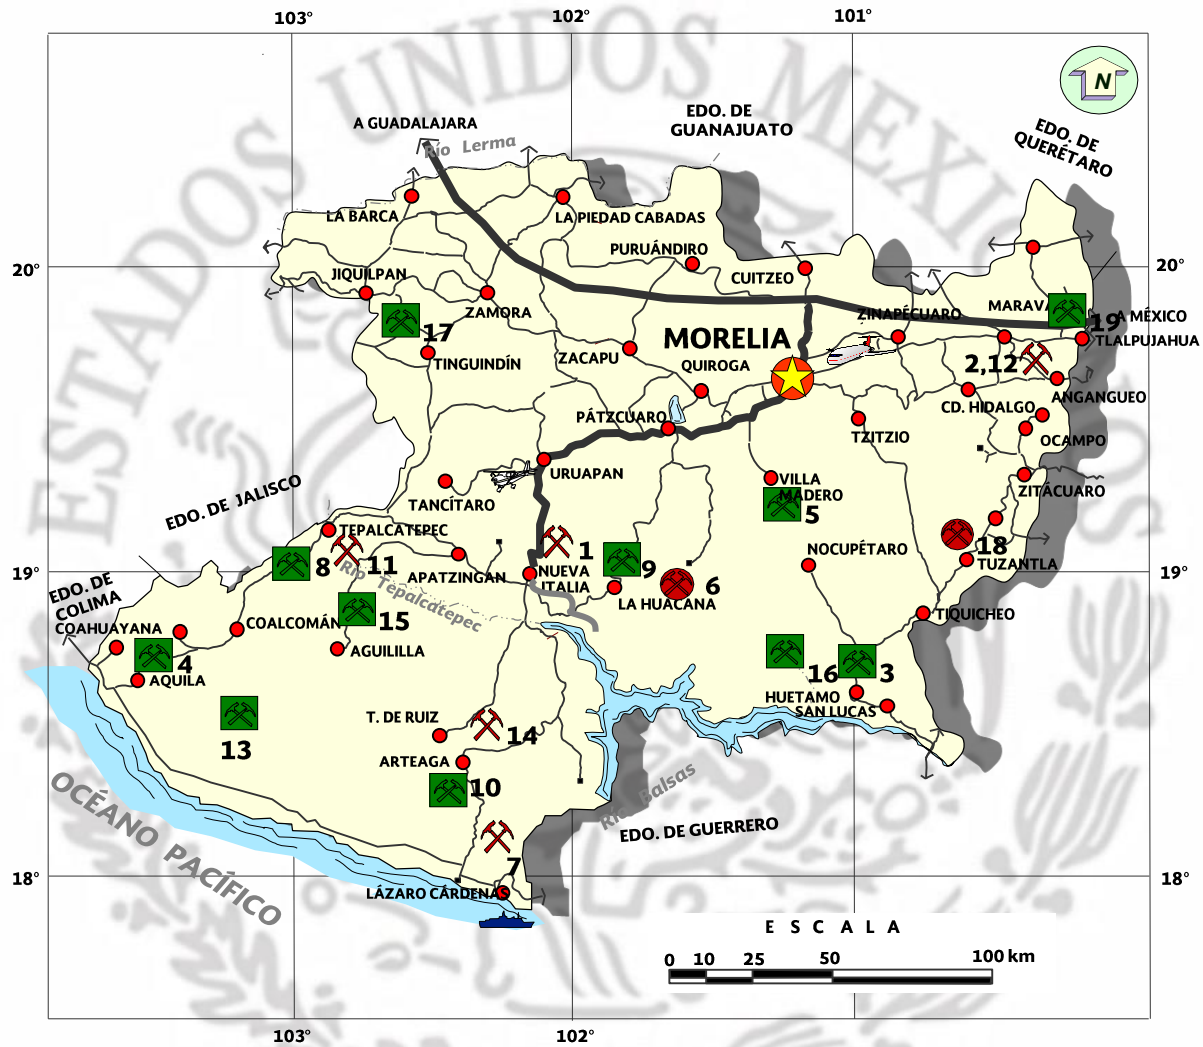 103°
102°
101°
ESTADOS UNIDOS MEXIC
N
EDO. DE
GUANAJUATO
A GUADALAJARA
Río Lerma
EDO. DE
QUERÉTARO
LA BARCA
LA PIEDAD CABADAS
PURUÁNDIRO
CUITZEO
20°
20°
JIQUILPAN
ZAMORA
17
ZINAPÉCUARO
19
A MÉXICO
MORELIA
TLALPUJAHUA
ZACAPU
QUIROGA
2,12
TINGUINDÍN
ANGANGUEO
CD. HIDALGO
PÁTZCUARO
TZITZIO
OCAMPO
URUAPAN
VILLA
MADERO
5
ZITÁCUARO
EDO. DE JALISCO
TANCÍTARO
TEPALCATEPEC
18
1
NOCUPÉTARO
8
11
9
TUZANTLA
19°
19°
Río Tepalcatepec
APATZINGAN
NUEVA
ITALIA
6
EDO. DE
COLIMA
LA HUACANA
COALCOMÁN
15
TIQUICHEO
COAHUAYANA
AGUILILLA
4
AQUILA
16
3
HUETAMO
SAN LUCAS
T. DE RUIZ
14
13
ARTEAGA
10
Río Balsas
OCÉANO PACÍFICO
EDO. DE GUERRERO
7
18°
18°
LÁZARO CÁRDENAS
ESCALA
0 10 25 50 100 km
103°
102°
101°